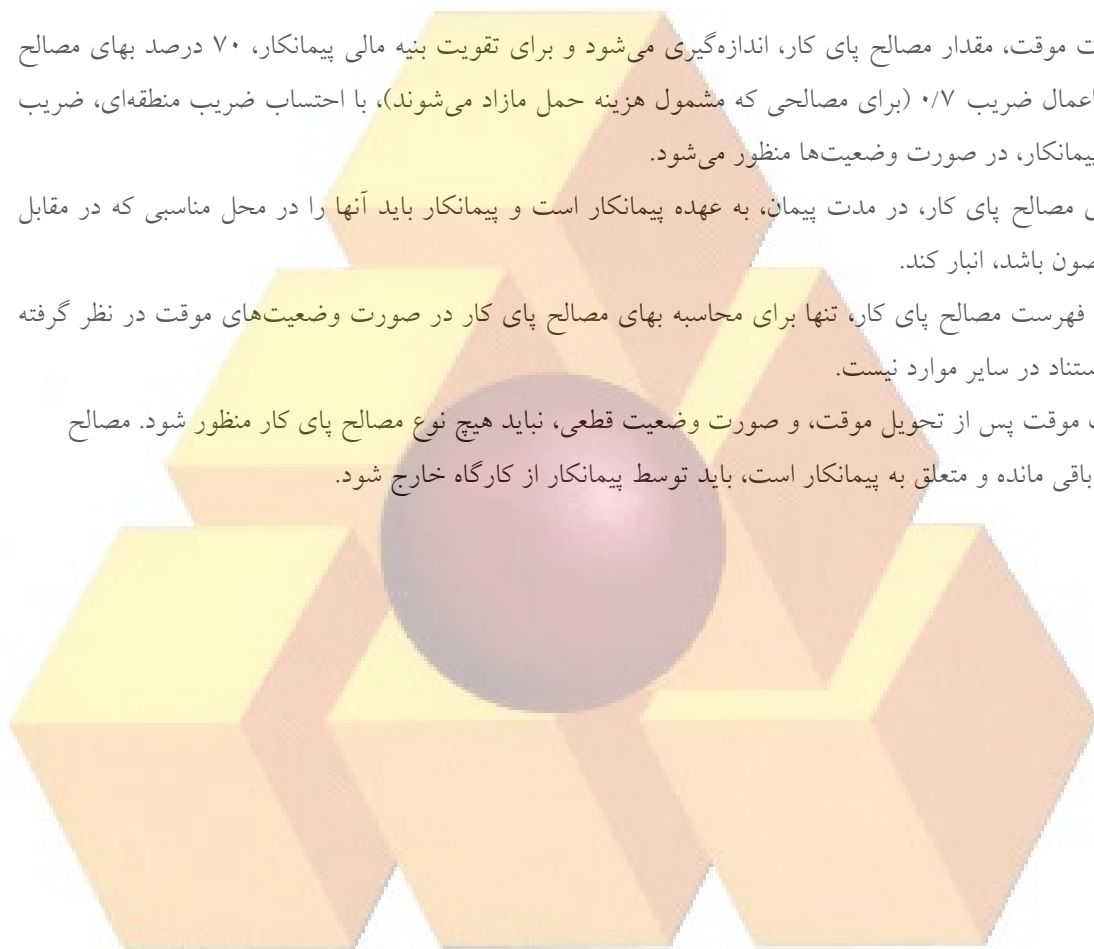 ت موقت، مقدار مصالح پای کار، اندازه‌گیری می‌شود و برای تقویت بنیه مالی پیمانکار، ۷۰ درصد بهای مصالح
اعمال ضریب ۰/۷ (برای مصالحی که مشمول هزینه حمل مازاد می‌شوند)، با احتساب ضریب منطقه‌ای، ضریب
پیمانکار، در صورت وضعیت‌ها منظور می‌شود.
ی مصالح پای کار، در مدت پیمان، به عهده پیمانکار است و پیمانکار باید آنها را در محل مناسبی که در مقابل
صون باشد، انبار کند.
فهرست مصالح پای کار، تنها برای محاسبه بهای مصالح پای کار در صورت وضعیت‌های موقت در نظر گرفته
ستناد در سایر موارد نیست.
ت موقت پس از تحویل موقت، و صورت وضعیت قطعی، نباید هیچ نوع مصالح پای کار منظور شود. مصالح
باقی مانده و متعلق به پیمانکار است، باید توسط پیمانکار از کارگاه خارج شود.